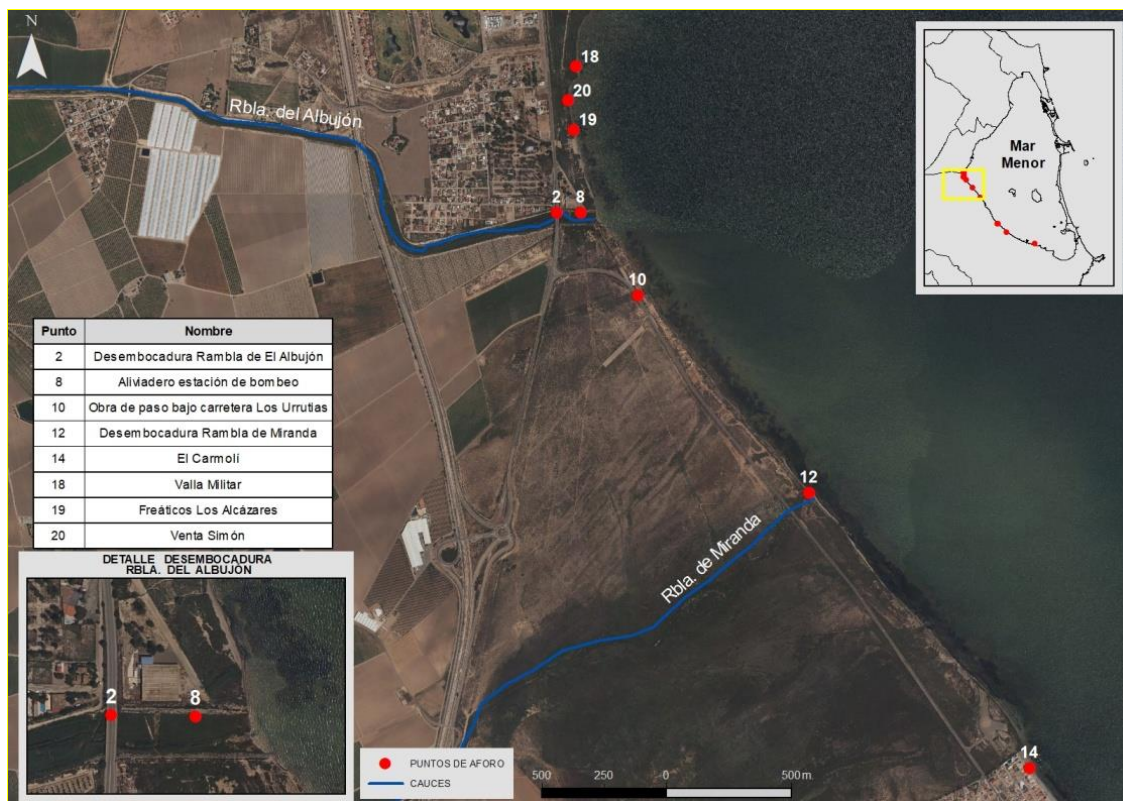 N
Rbla. del Albujón
18
20
19
2
8
10
12
14
Rbla. de Miranda
Mar
Menor
Punto Nombre
2 Desembocadura Rambla de El Albujón
8 Aliviadero estación de bombeo
10 Obra de paso bajo carretera Los Urrutias
12 Desembocadura Rambla de Miranda
14 El Carmolí
18 Valla Militar
19 Freáticos Los Alcázares
20 Venta Simón
DETALLE DESEMBOCADURA
RBLA. DEL ALBUJÓN
2
8
PUNTOS DE AFORO
CAUCES
500 250 0 500 m.